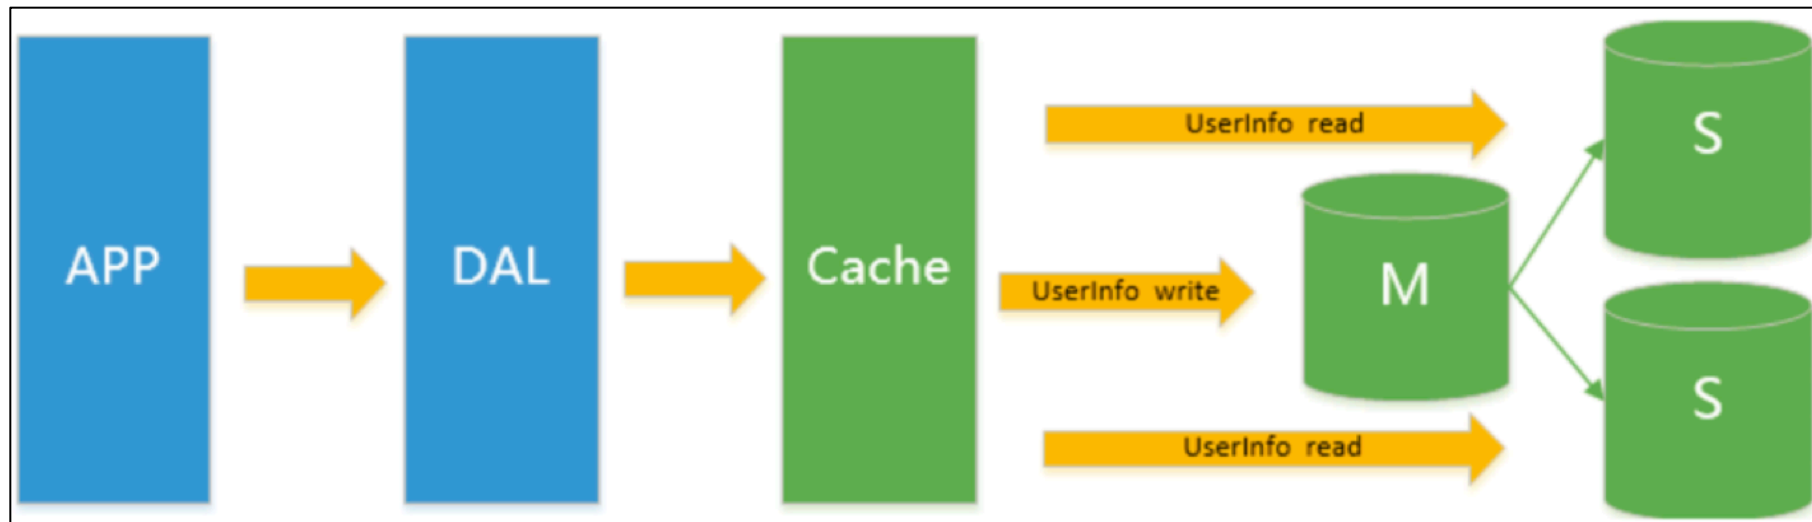 APP
DAL
Cache
UserInfo read
UserInfo write
UserInfo read
M
S
S